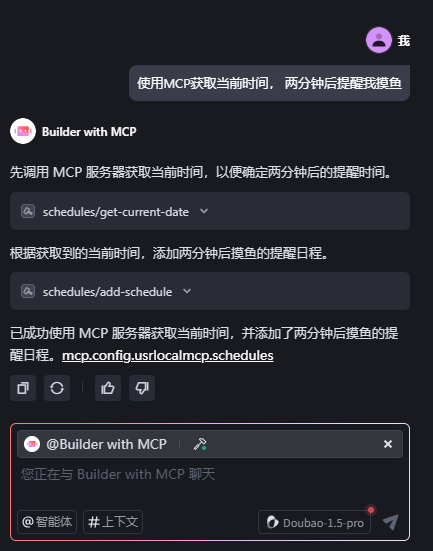 我
使用MCP获取当前时间， 两分钟后提醒我摸鱼
Builder with MCP
先调用 MCP 服务器获取当前时间，以便确定两分钟后的提醒时间。
schedules/get-current-date
根据获取到的当前时间，添加两分钟后摸鱼的提醒日程。
schedules/add-schedule
已成功使用 MCP 服务器获取当前时间，并添加了两分钟后摸鱼的提
醒日程。mcp.config.usrlocalmcp.schedules
@Builder with MCP
您正在与 Builder with MCP 聊天
@智能体 #上下文 Doubao-1.5-pro